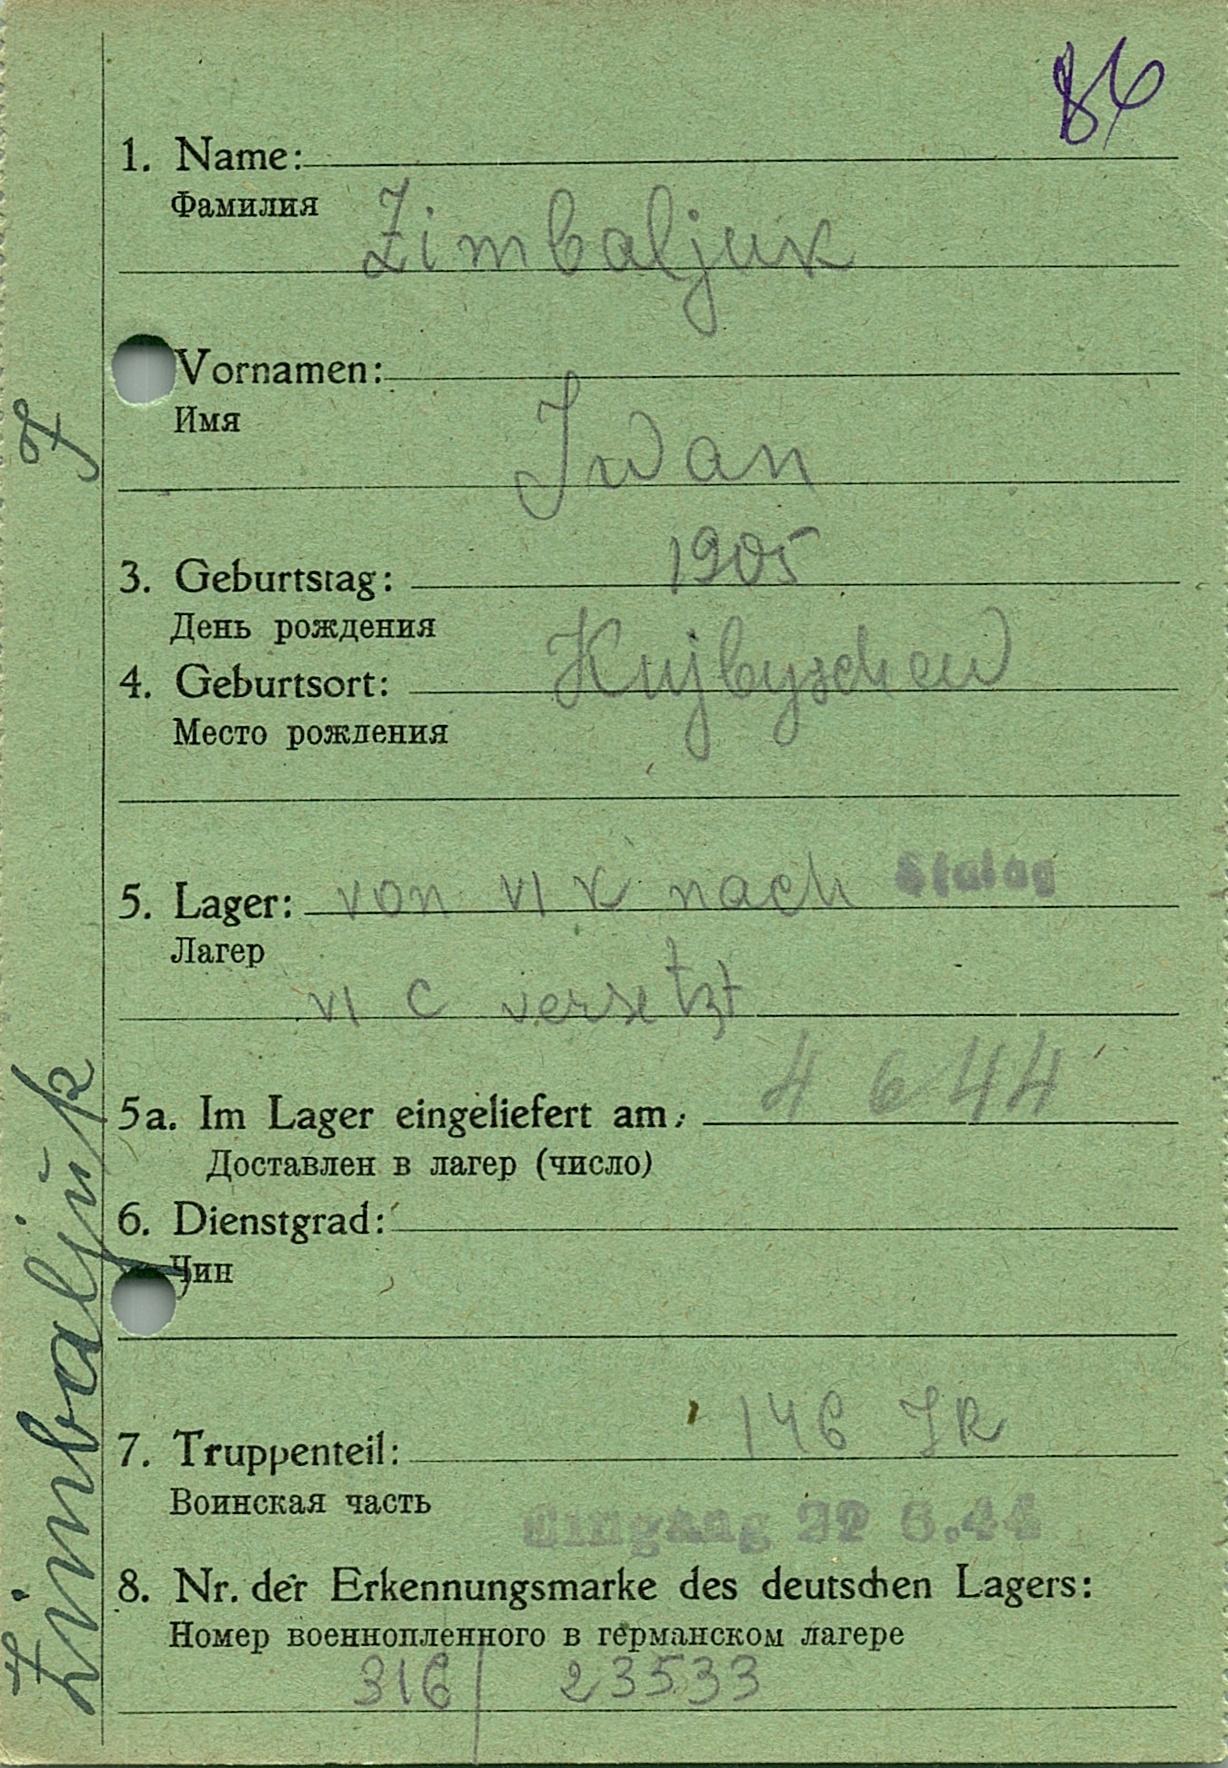 86
1. Name:
Фамилия
Zimbaljuk
Vornamen:
Имя
Iwan
1905
3. Geburtstag:
День рождения
Kujbyschew
4. Geburtsort:
Место рождения
5. Lager: von VI K nach Stalag
Лагер
VI C versetzt
4 6 44
5a. Im Lager eingeliefert am:
Доставлен в лагер (число)
6. Dienstgrad:
Чин
146 JR
7. Truppenteil:
Воинская часть
Eingang 22 6.44
8. Nr. der Erkennungsmarke des deutschen Lagers:
Номер военнопленного в германском лагере
316/ 23533
Zimbaljuk J